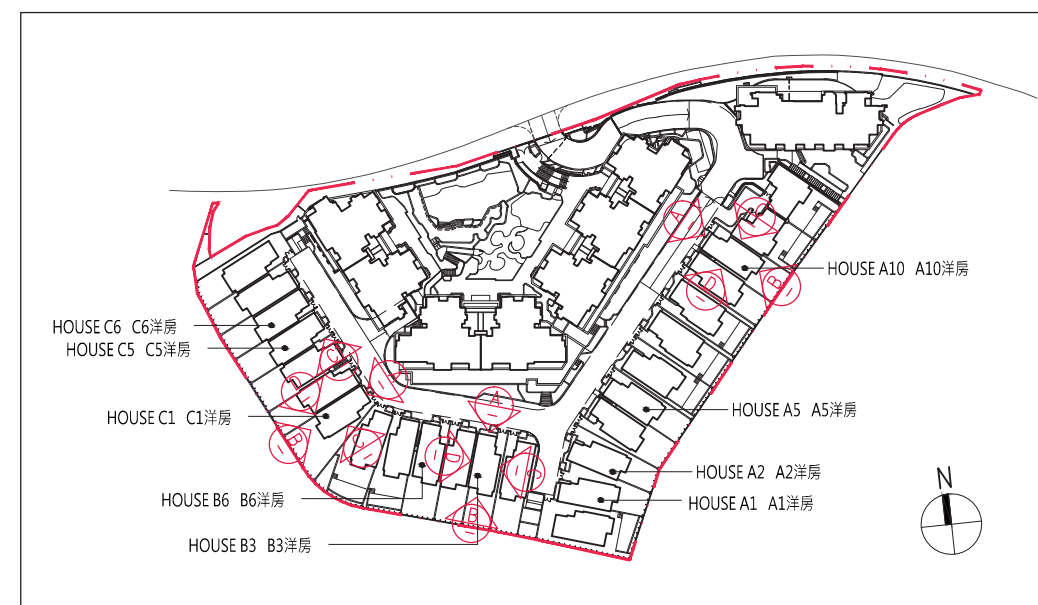 N
HOUSE A10 A10洋房
HOUSE C6 C6洋房
HOUSE C5 C5洋房
HOUSE C1 C1洋房
HOUSE A5 A5洋房
HOUSE A2 A2洋房
HOUSE A1 A1洋房
HOUSE B6 B6洋房
HOUSE B3 B3洋房
A
D
B
C
D
B
A
C
D
C
B